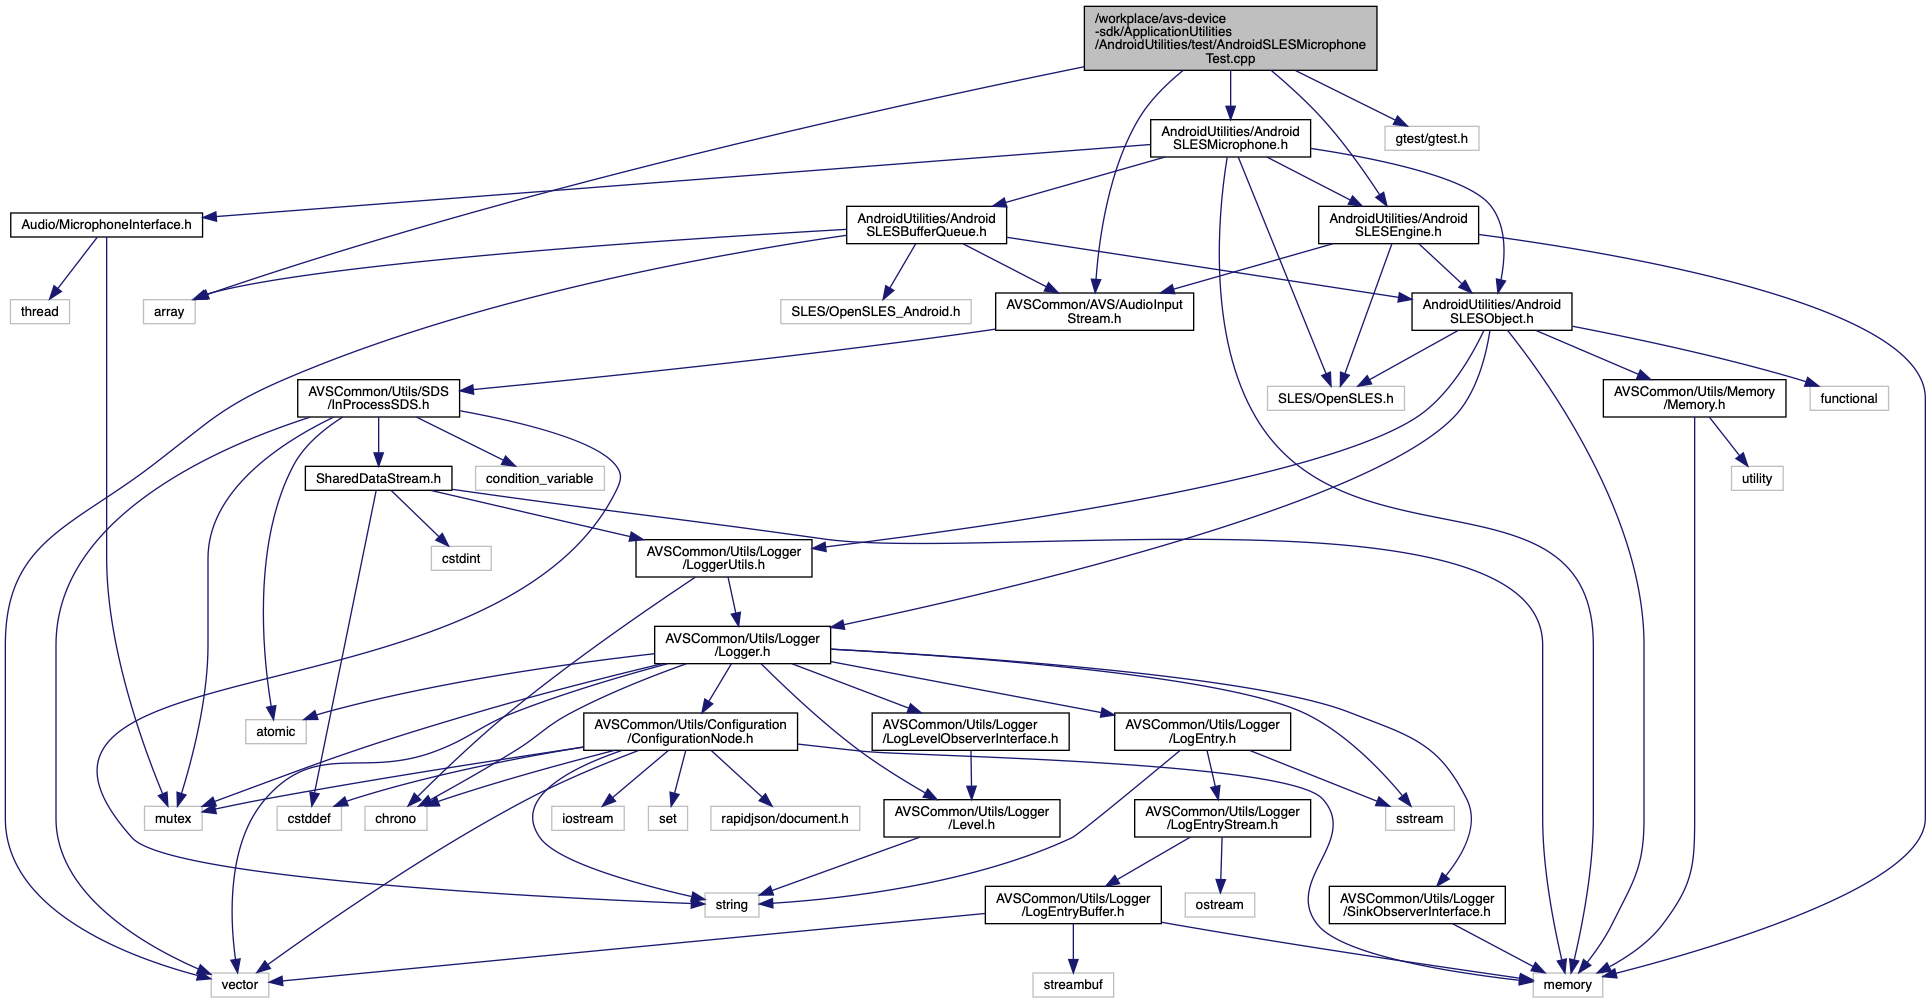 /workplace/avs-device
-sdk/ApplicationUtilities
/AndroidUtilities/test/AndroidSLESMicrophone
Test.cpp
AndroidUtilities/Android
SLESMicrophone.h
gtest/gtest.h
Audio/MicrophoneInterface.h
AndroidUtilities/Android
SLESBufferQueue.h
AndroidUtilities/Android
SLESEngine.h
thread
array
SLES/OpenSLES_Android.h
AVSCommon/AVS/AudioInput
Stream.h
AndroidUtilities/Android
SLESObject.h
AVSCommon/Utils/SDS
/InProcessSDS.h
SLES/OpenSLES.h
AVSCommon/Utils/Memory
/Memory.h
functional
SharedDataStream.h
condition_variable
utility
cstdint
AVSCommon/Utils/Logger
/LoggerUtils.h
AVSCommon/Utils/Logger
/Logger.h
atomic
AVSCommon/Utils/Configuration
/ConfigurationNode.h
AVSCommon/Utils/Logger
/LogLevelObserverInterface.h
AVSCommon/Utils/Logger
/LogEntry.h
mutex
cstddef
chrono
iostream
set
rapidjson/document.h
AVSCommon/Utils/Logger
/Level.h
AVSCommon/Utils/Logger
/LogEntryStream.h
sstream
string
AVSCommon/Utils/Logger
/LogEntryBuffer.h
ostream
AVSCommon/Utils/Logger
/SinkObserverInterface.h
vector
streambuf
memory